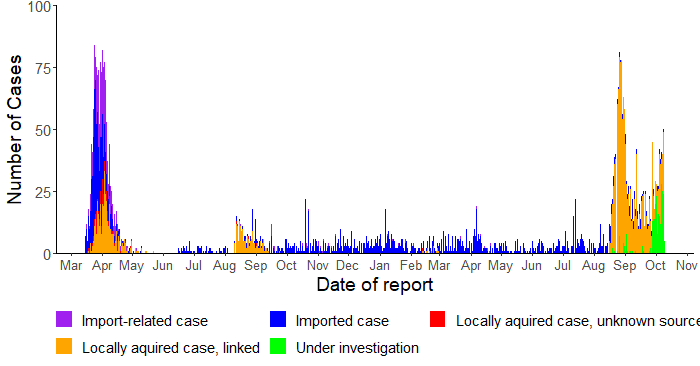 Number of Cases
100
75
50
25
0
Mar Apr May Jun Jul Aug Sep Oct Nov Dec Jan Feb Mar Apr May Jun Jul Aug Sep Oct Nov
Date of report
Import-related case Imported case Locally aquired case, unknown source
Locally aquired case, linked Under investigation